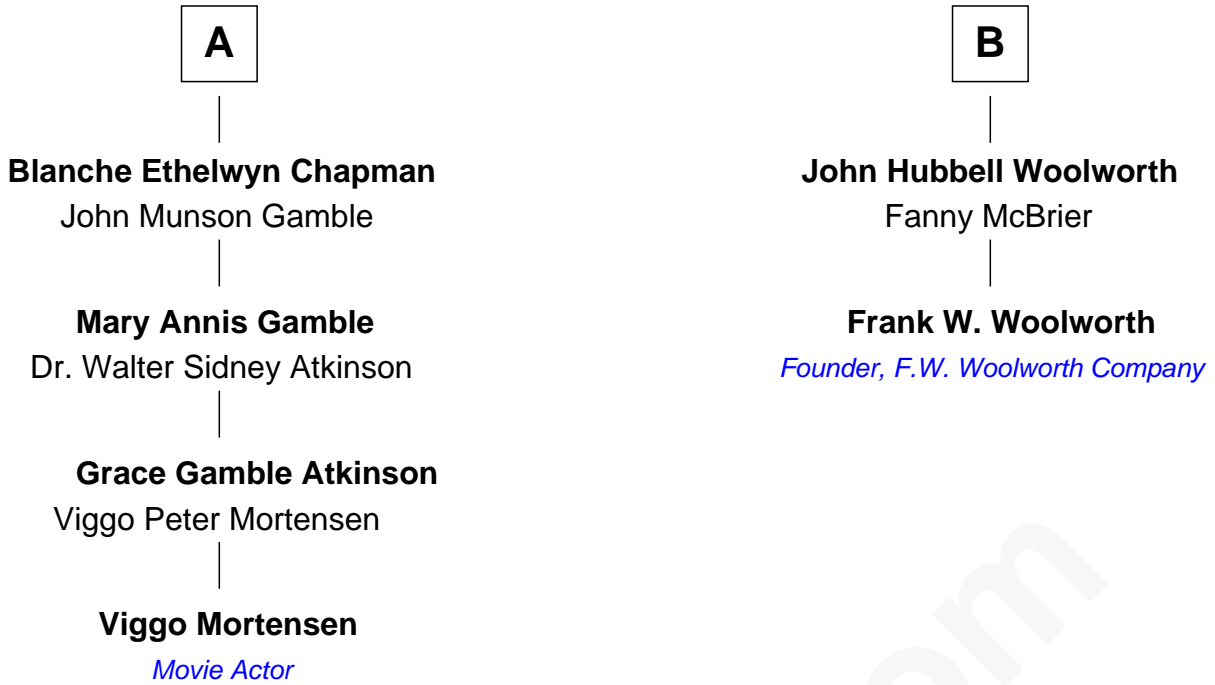 A
Blanche Ethelwyn Chapman
John Munson Gamble
Mary Annis Gamble
Dr. Walter Sidney Atkinson
Grace Gamble Atkinson
Viggo Peter Mortensen
Viggo Mortensen
Movie Actor
B
John Hubbell Woolworth
Fanny McBrier
Frank W. Woolworth
Founder, F.W. Woolworth Company
om